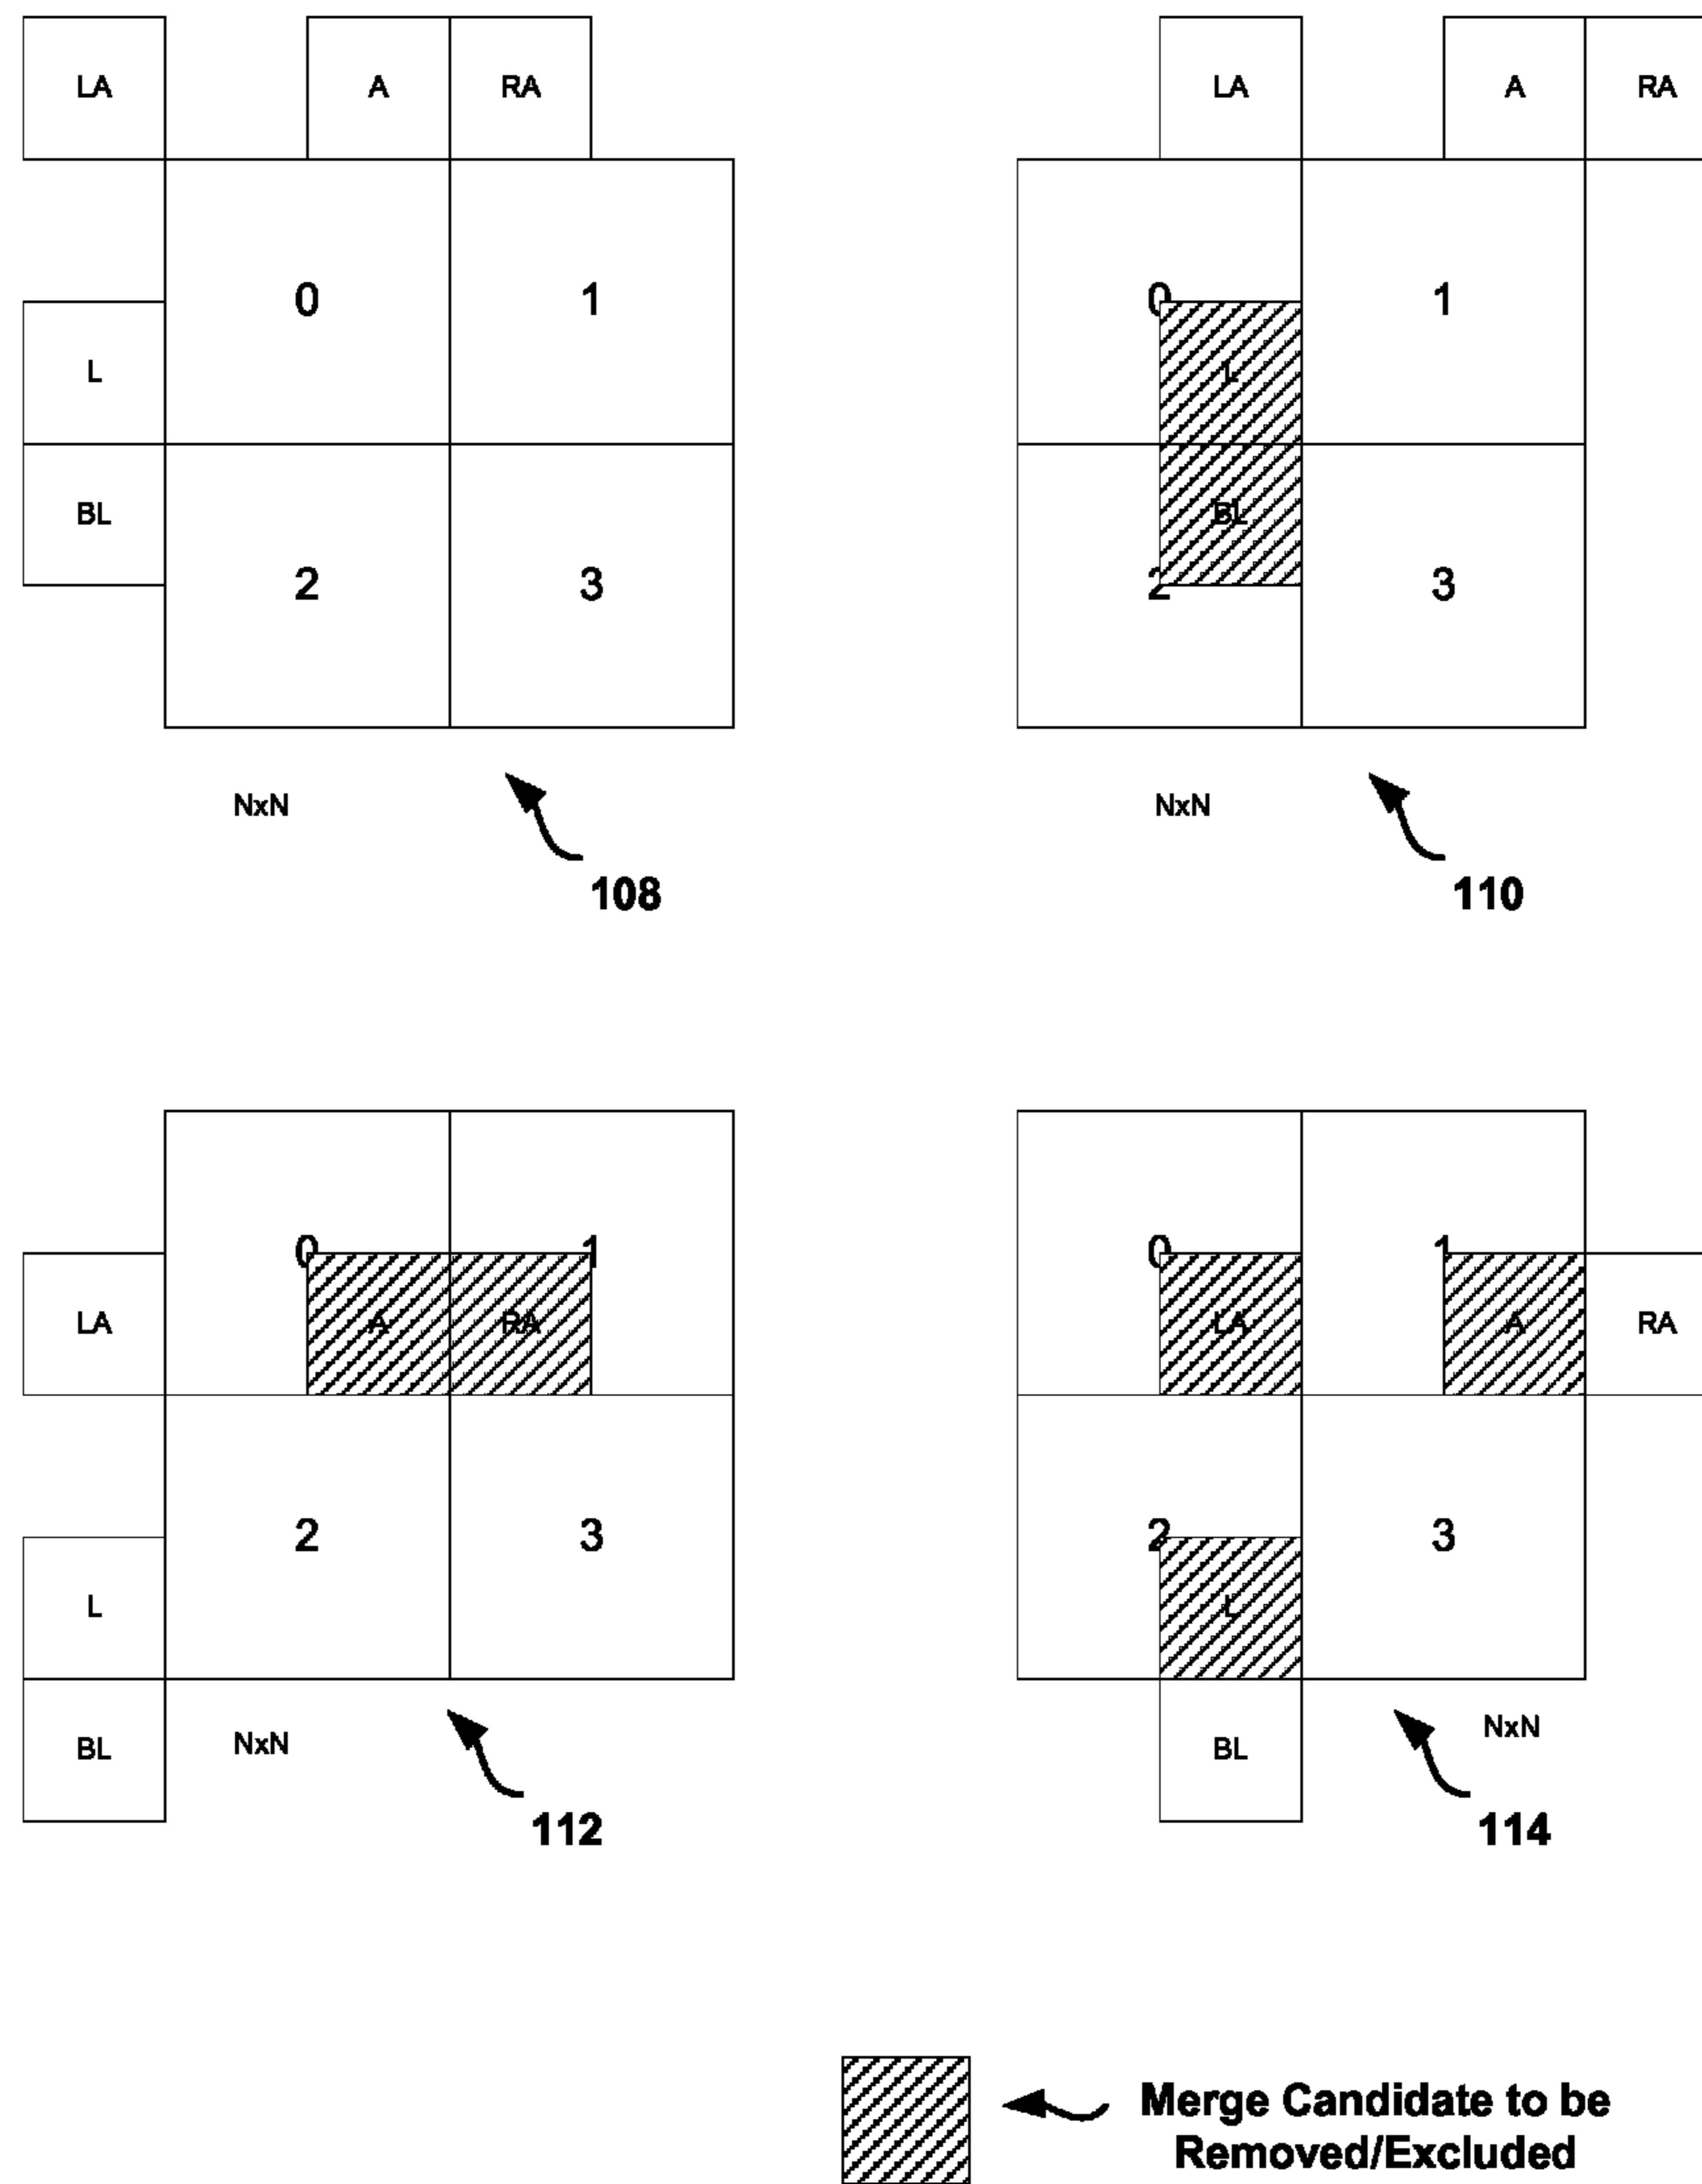 LA A RA
0 1
L
BL
2 3
NxN
108
LA A RA
0 1
L
BL
2 3
NxN
110
0 1
LA A RA
2 3
L
BL NxN
112
0 1
LA A RA
2 3
L
BL NxN
114
Merge Candidate to be
Removed/Excluded